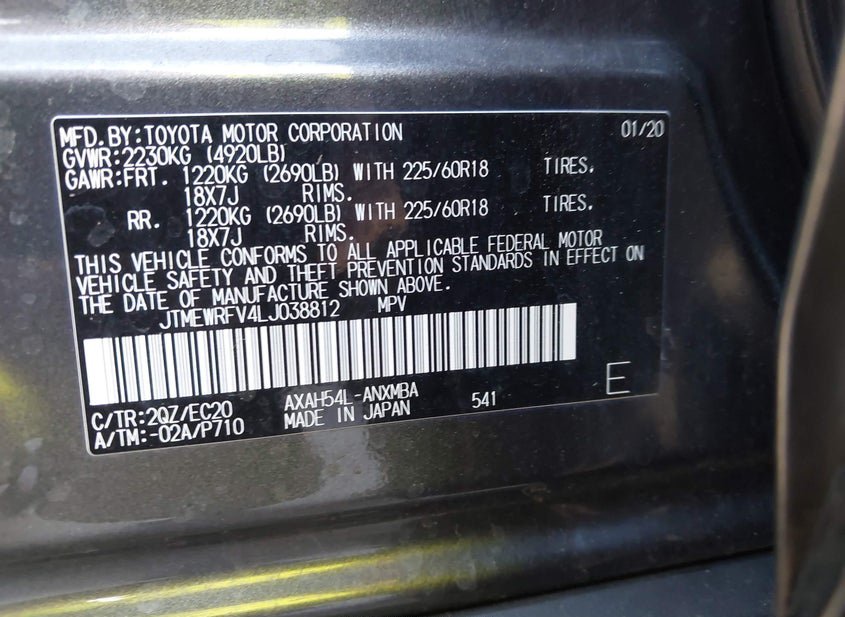 MFD.BY:TOYOTA MOTOR CORPORATION 01/20
GVWR:2230KG (4920LB)
GAWR:FRT. 1220KG (2690LB) WITH 225/60R18 TIRES.
18X7J RIMS.
RR. 1220KG (2690LB) WITH 225/60R18 TIRES.
18X7J RIMS.
THIS VEHICLE CONFORMS TO ALL APPLICABLE FEDERAL MOTOR
VEHICLE SAFETY AND THEFT PREVENTION STANDARDS IN EFFECT ON
THE DATE OF MANUFACTURE SHOWN ABOVE.
JTMEWRFV4LJ038812 MPV
C/TR:2QZ/EC20 AXAH54L-ANXMBA 541 E
A/TM:-02A/P710 MADE IN JAPAN